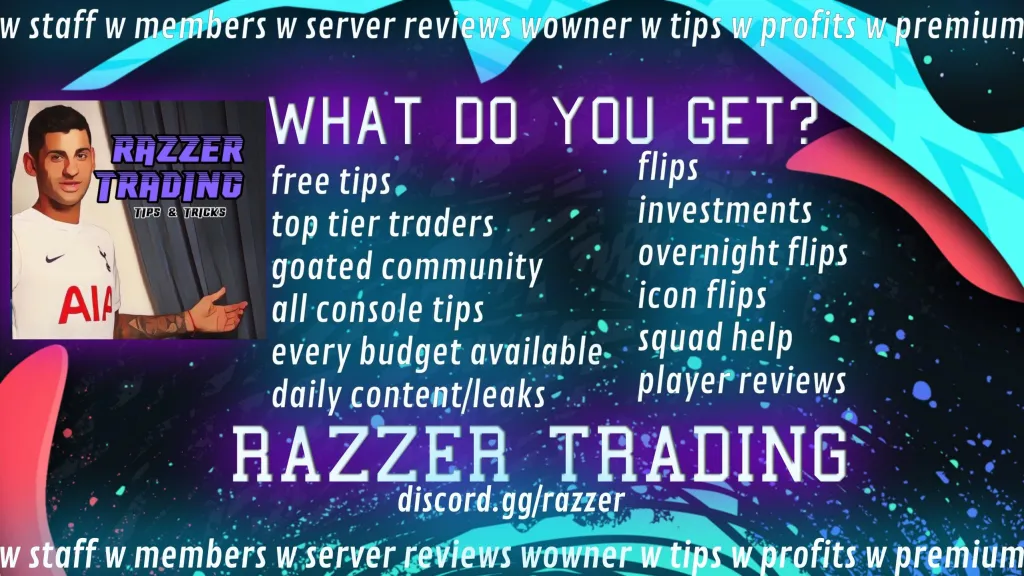 w staff w members w server reviews wowner w tips w profits w premium
WHAT DO YOU GET?
RAZZER
TRADING
TIPS & TRICKS
AIA
free tips
top tier traders
goated community
all console tips
every budget available
daily content/leaks
flips
investments
overnight flips
icon flips
squad help
player reviews
RAZZER TRADING
discord.gg/razzer
w staff w members w server reviews wowner w tips w profits w premium